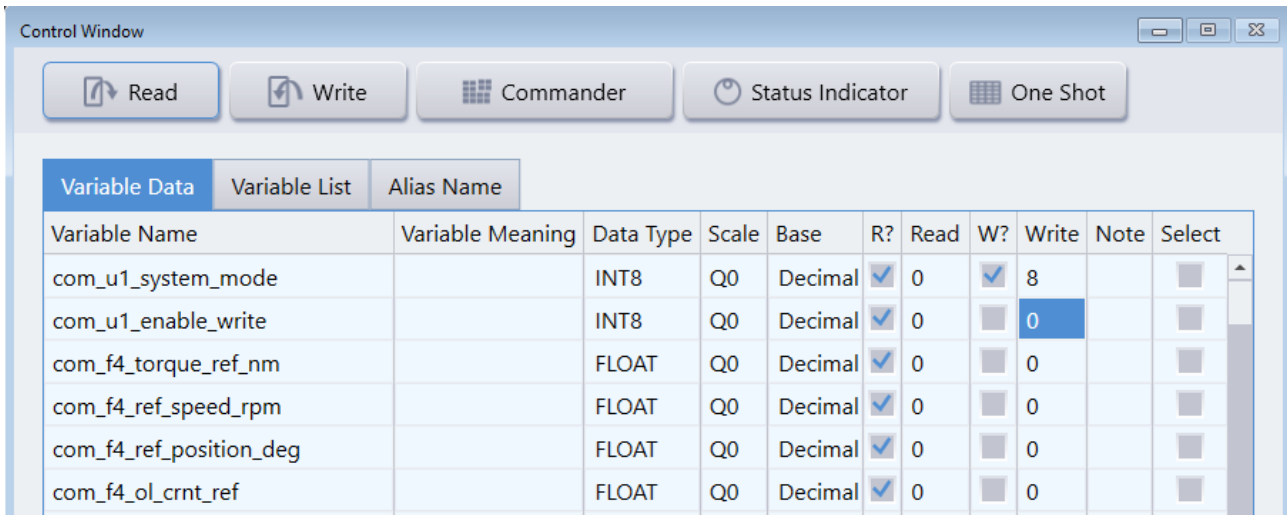 Control Window
Read Write Commander Status Indicator One Shot
Variable Data Variable List Alias Name
Variable Name Variable Meaning Data Type Scale Base R? Read W? Write Note Select
com_u1_system_mode INT8 Q0 Decimal 0 8
com_u1_enable_write INT8 Q0 Decimal 0 0
com_f4_torque_ref_nm FLOAT Q0 Decimal 0 0
com_f4_ref_speed_rpm FLOAT Q0 Decimal 0 0
com_f4_ref_position_deg FLOAT Q0 Decimal 0 0
com_f4_ol_crnt_ref FLOAT Q0 Decimal 0 0